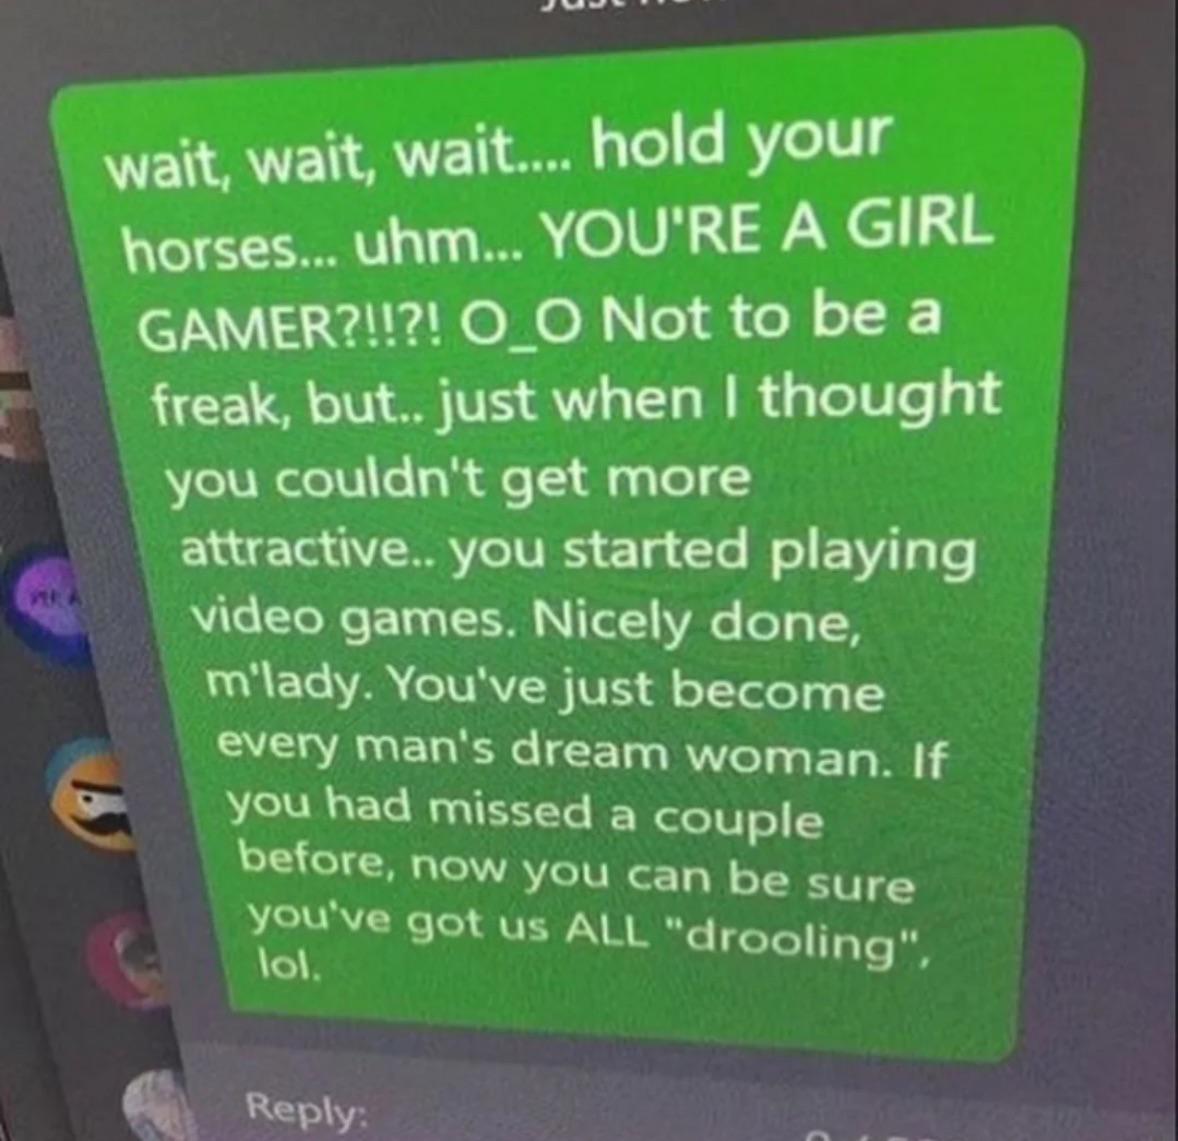 wait, wait, wait.... hold your
horses... uhm... YOU'RE A GIRL
GAMER?!!?! O_O Not to be a
freak, but.. just when I thought
you couldn't get more
attractive.. you started playing
video games. Nicely done,
m'lady. You've just become
every man's dream woman. If
you had missed a couple
before, now you can be sure
you've got us ALL "drooling",
lol.
Reply: